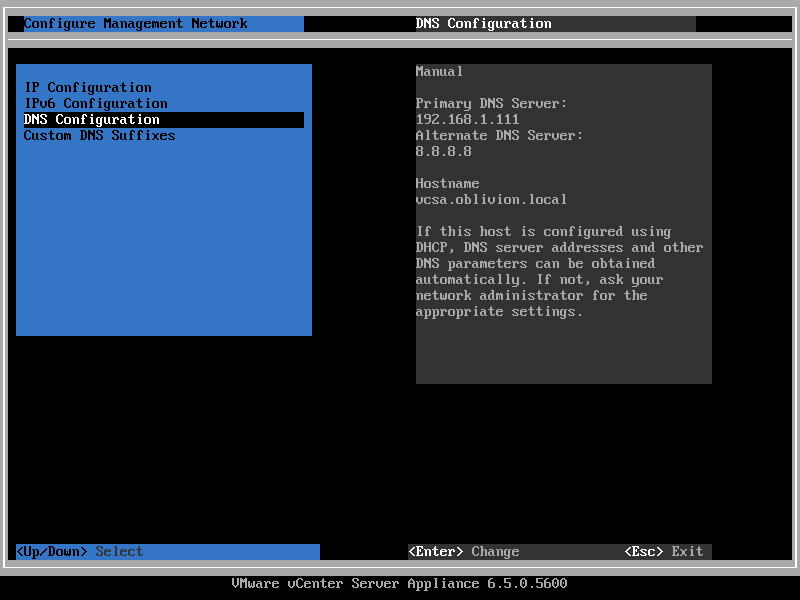 Configure Management Network
DNS Configuration
IP Configuration
IPv6 Configuration
DNS Configuration
Custom DNS Suffixes
Manual
Primary DNS Server:
192.168.1.111
Alternate DNS Server:
8.8.8.8
Hostname
vcsa.oblivion.local
If this host is configured using
DHCP, DNS server addresses and other
DNS parameters can be obtained
automatically. If not, ask your
network administrator for the
appropriate settings.
<Up/Down> Select
<Enter> Change
<Esc> Exit
VMware vCenter Server Appliance 6.5.0.5600